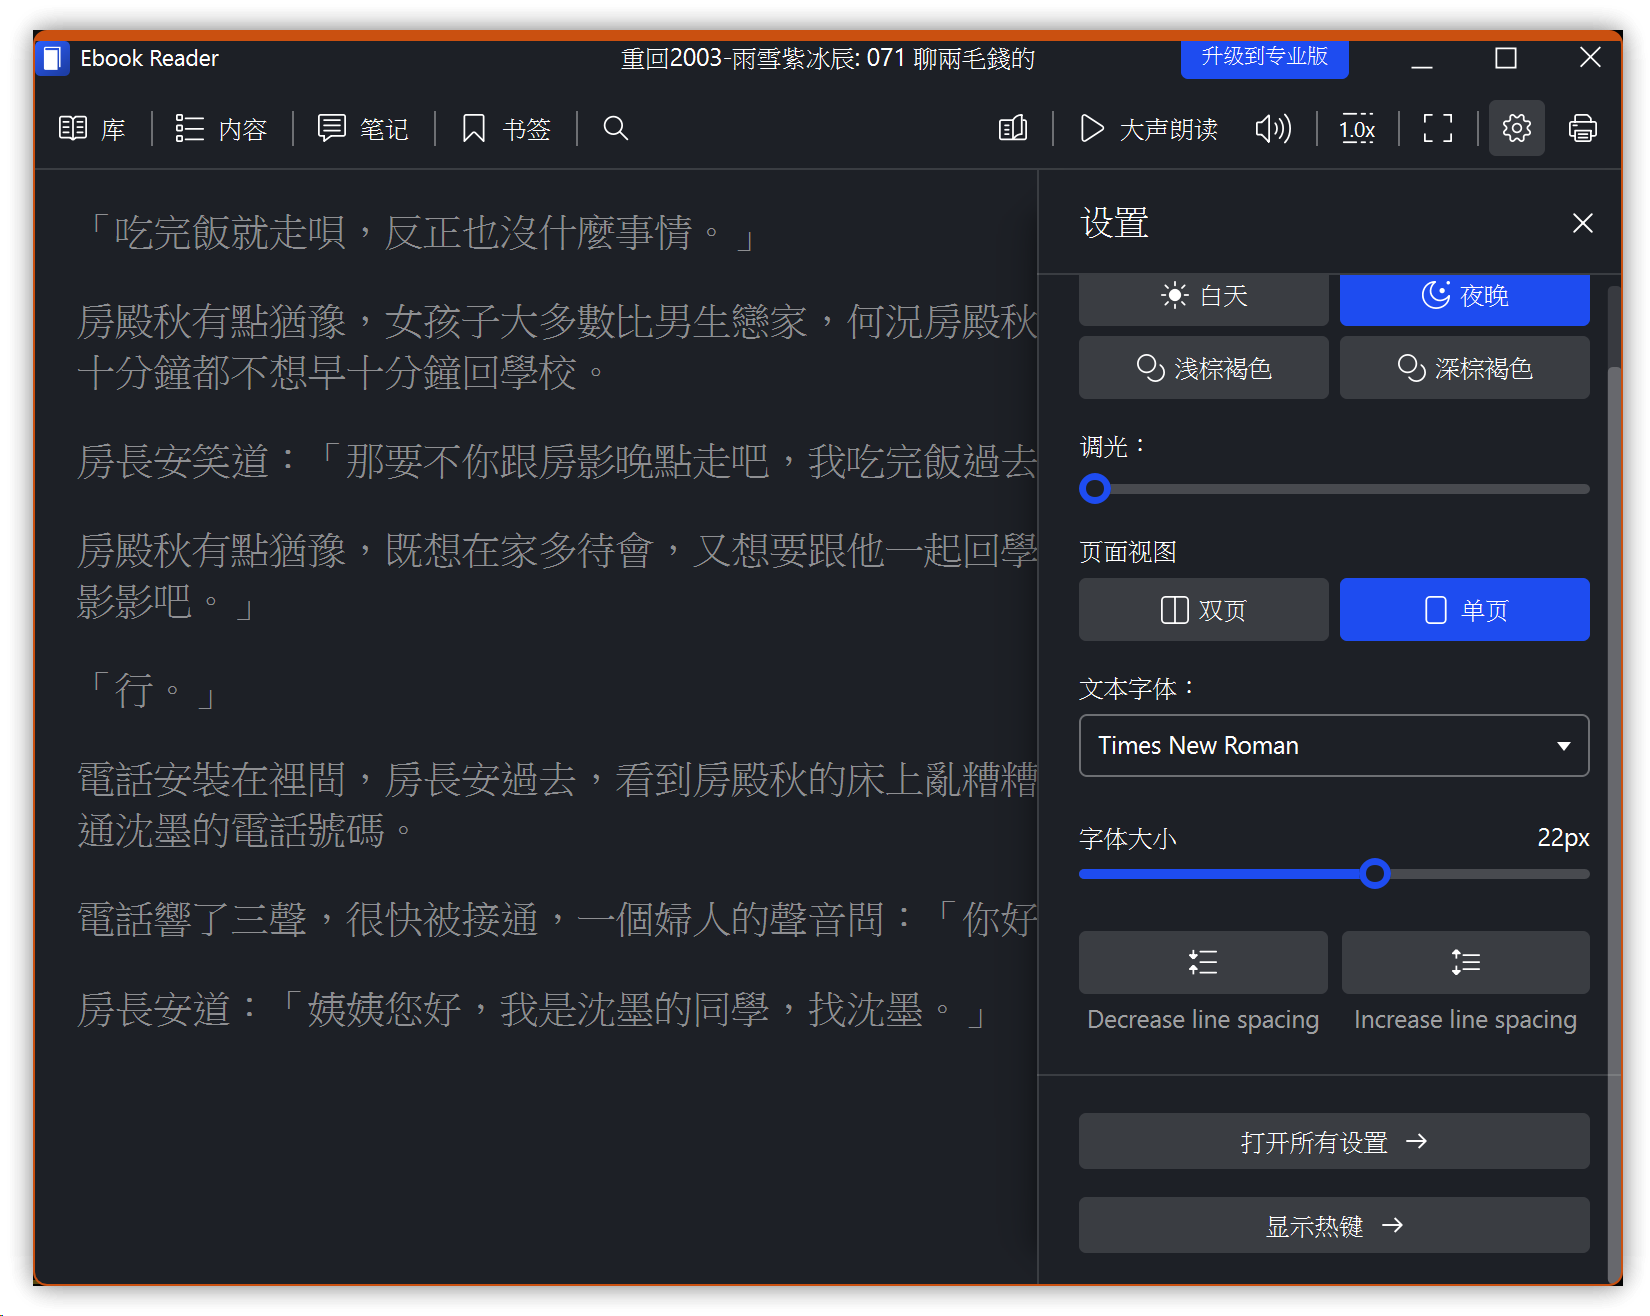 Ebook Reader
重回2003-雨雪紫冰辰: 071 聊兩毛錢的
升级到专业版
库
内容
笔记
书签
大声朗读
1.0x
「吃完飯就走唄，反正也沒什麼事情。」
房殿秋有點猶豫，女孩子大多數比男生戀家，何況房殿秋
十分鐘都不想早十分鐘回學校。
房長安笑道：「那要不你跟房影晚點走吧，我吃完飯過去
房殿秋有點猶豫，既想在家多待會，又想要跟他一起回學
影影吧。」
「行。」
電話安裝在裡間，房長安過去，看到房殿秋的床上亂糟糟
通沈墨的電話號碼。
電話響了三聲，很快被接通，一個婦人的聲音問：「你好
房長安道：「姨姨您好，我是沈墨的同學，找沈墨。」
设置
白天
夜晚
浅棕褐色
深棕褐色
调光：
页面视图
双页
单页
文本字体：
Times New Roman
字体大小
22px
Decrease line spacing
Increase line spacing
打开所有设置
显示热键